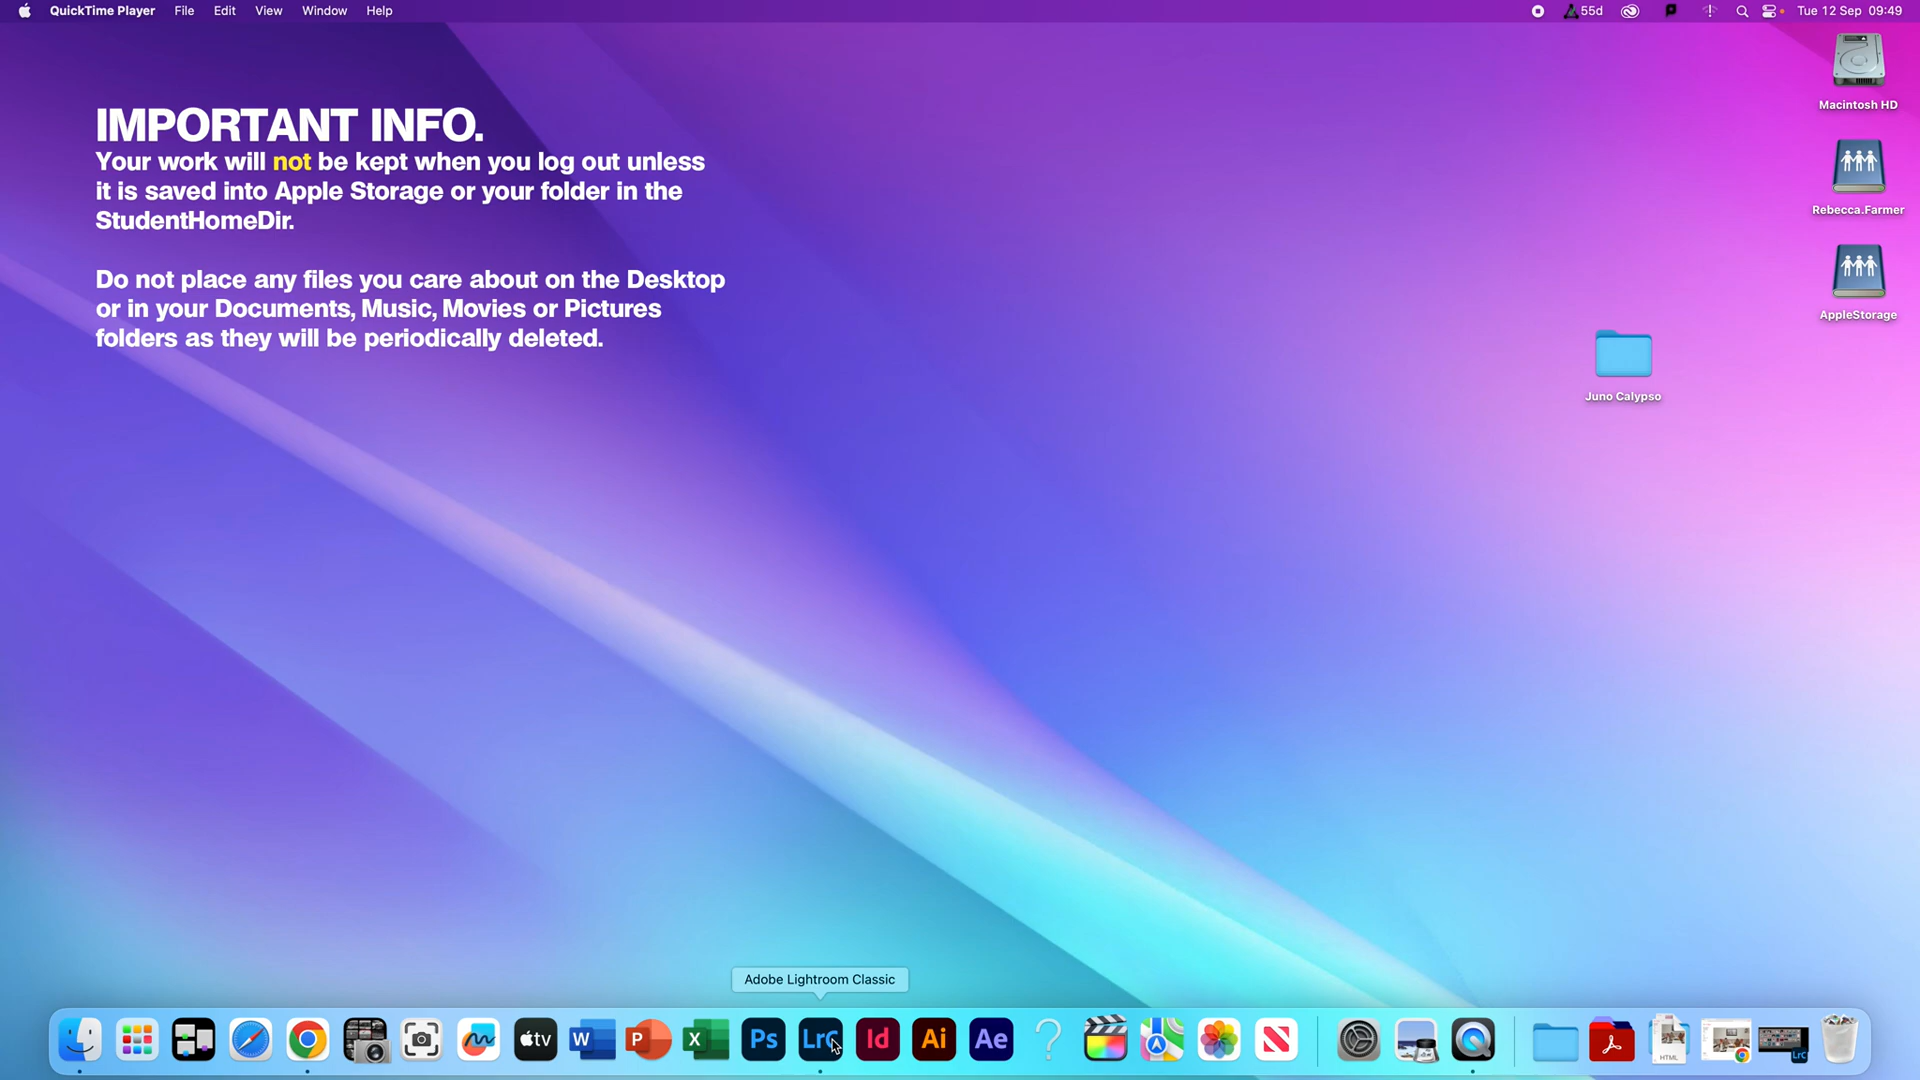 QuickTime Player File Edit View Window Help 55d Tue 12 Sep 09:49
IMPORTANT INFO.
Your work will not be kept when you log out unless
it is saved into Apple Storage or your folder in the
StudentHomeDir.
Do not place any files you care about on the Desktop
or in your Documents, Music, Movies or Pictures
folders as they will be periodically deleted.
Macintosh HD
Rebecca.Farmer
AppleStorage
Juno Calypso
Adobe Lightroom Classic
tv W P X Ps LrC Id Ai Ae ? HTML LrC